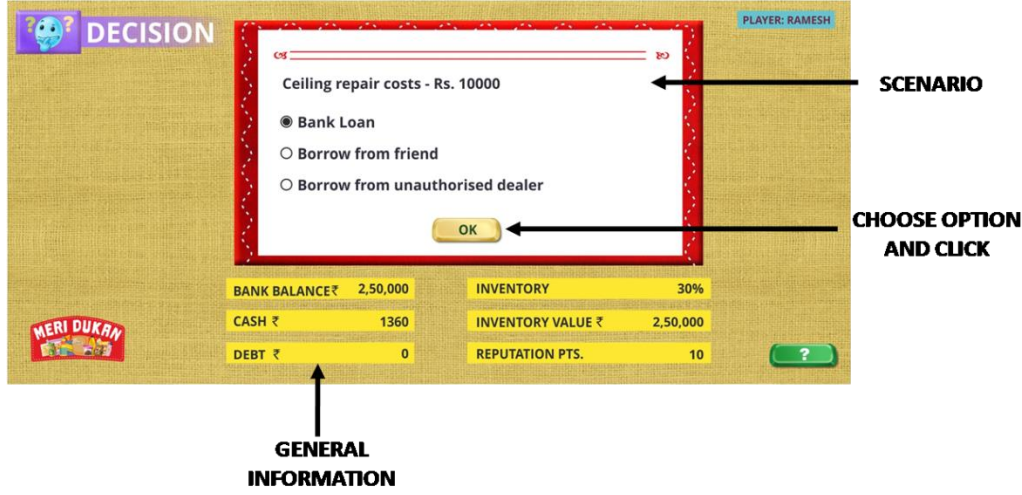 ? ?
DECISION
PLAYER: RAMESH
Ceiling repair costs - Rs. 10000
SCENARIO
Bank Loan
Borrow from friend
Borrow from unauthorised dealer
OK
CHOOSE OPTION
AND CLICK
BANK BALANCE₹ 2,50,000
INVENTORY 30%
CASH ₹ 1360
INVENTORY VALUE ₹ 2,50,000
DEBT ₹ 0
REPUTATION PTS. 10
MERI DUKAN
?
GENERAL
INFORMATION